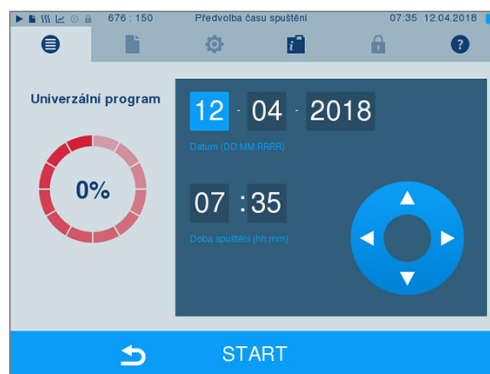 676 : 150 Předvolba času spuštění 07:35 12.04.2018
Univerzální program
0%
12 . 04 . 2018
Datum (DD:MM:RRRR)
07 : 35
Doba spuštění (hh:mm)
START